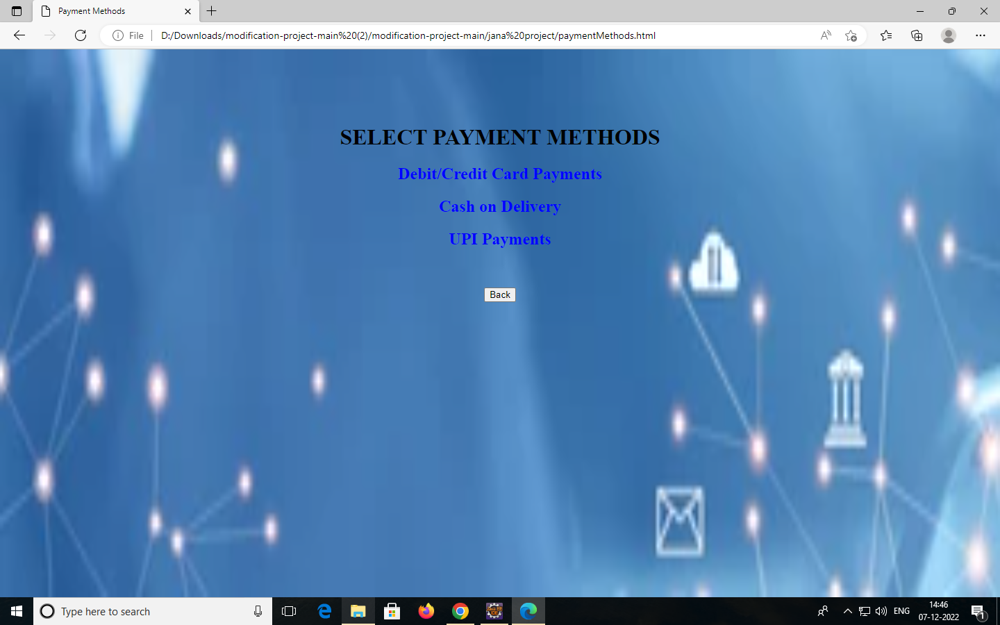 Payment Methods
File
D:/Downloads/modification-project-main%20(2)/modification-project-main/jana%20project/paymentMethods.html
SELECT PAYMENT METHODS
Debit/Credit Card Payments
Cash on Delivery
UPI Payments
Back
Type here to search
ENG
14:46
07-12-2022
1